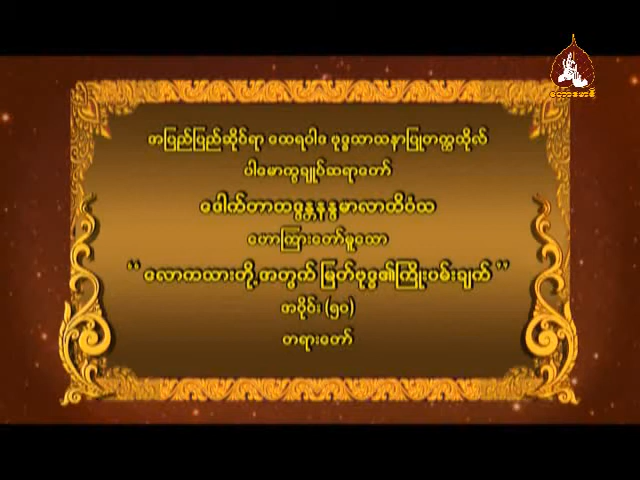 အပြည်ပြည်ဆိုင်ရာ ထေရဝါဒ ဗုဒ္ဓသာသနာပြုတက္ကသိုလ်
ပါမောက္ခချုပ်ဆရာတော်
ဒေါက်တာဘဒ္ဒန္တနန္ဒမာလာဘိဝံသ
ဟောကြားတော်မူသော
“ လောကသားတို့အတွက် မြတ်ဗုဒ္ဓ၏ကြိုးပမ်းချက် ”
အပိုင်း (၅၀)
တရားတော်